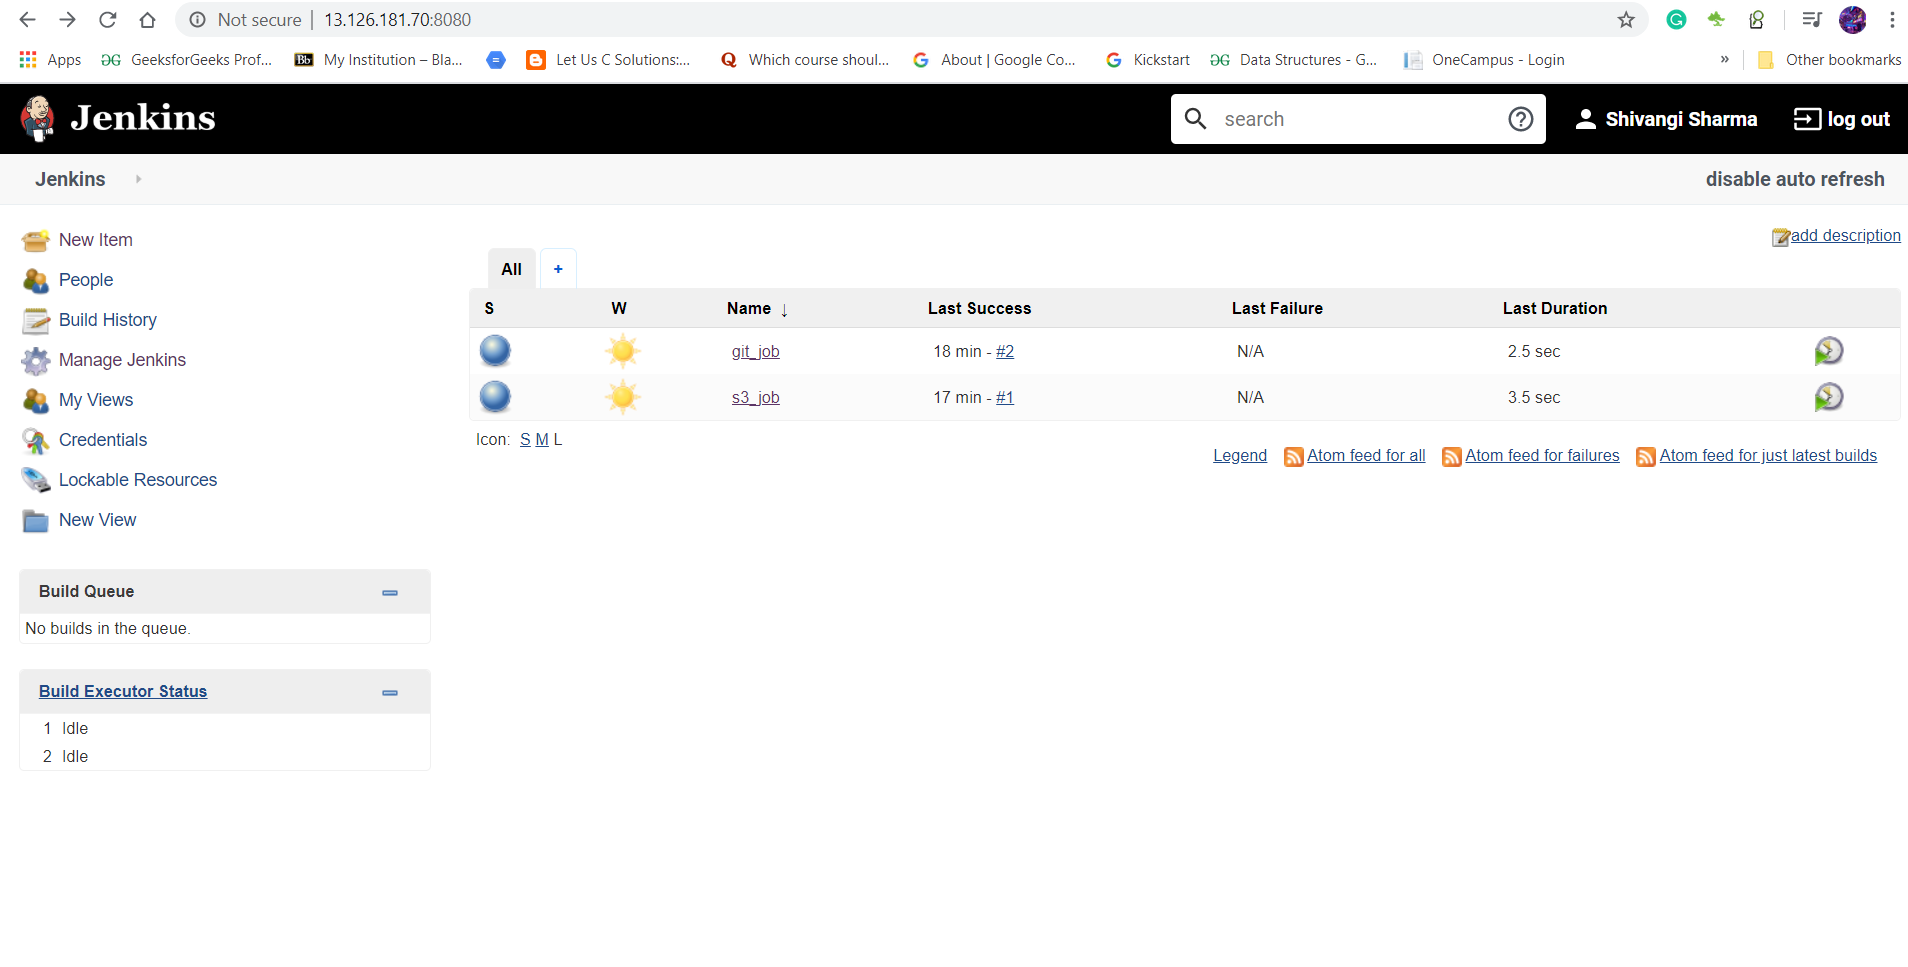 Not secure | 13.126.181.70:8080
Apps GeeksforGeeks Prof... Bb My Institution – Bla... Let Us C Solutions:... Which course shoul... About | Google Co... Kickstart Data Structures - G... OneCampus - Login » Other bookmarks
Jenkins search Shivangi Sharma log out
Jenkins disable auto refresh
add description
New Item
People
Build History
Manage Jenkins
My Views
Credentials
Lockable Resources
New View
Build Queue
No builds in the queue.
Build Executor Status
1 Idle
2 Idle
All +
S W Name ↓ Last Success Last Failure Last Duration
git_job 18 min - #2 N/A 2.5 sec
s3_job 17 min - #1 N/A 3.5 sec
Icon: S M L
Legend Atom feed for all Atom feed for failures Atom feed for just latest builds